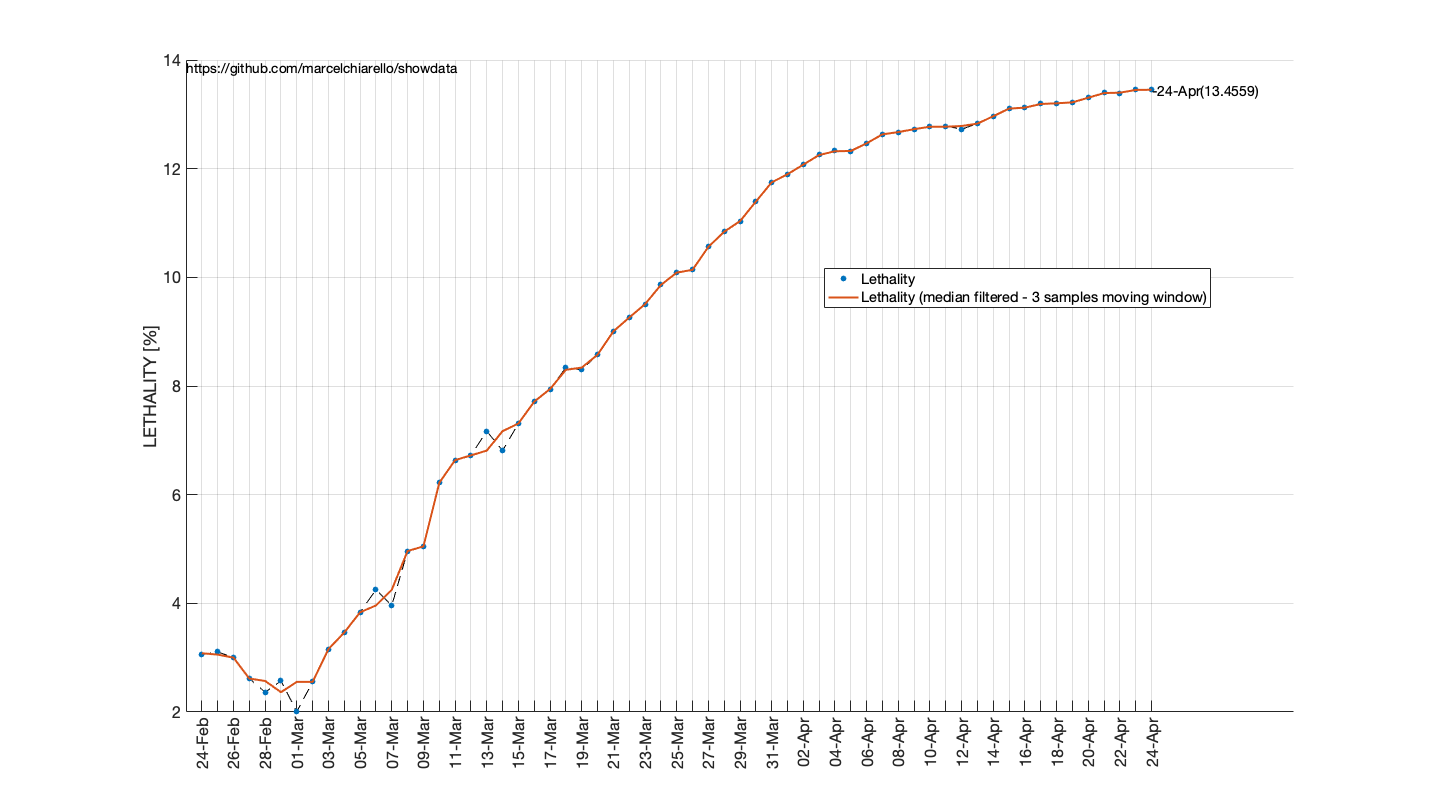 14
https://github.com/marcelchiarello/showdata
24-Apr(13.4559)
12
10
8
6
4
2
LETHALITY [%]
Lethality
Lethality (median filtered - 3 samples moving window)
24-Feb
26-Feb
28-Feb
01-Mar
03-Mar
05-Mar
07-Mar
09-Mar
11-Mar
13-Mar
15-Mar
17-Mar
19-Mar
21-Mar
23-Mar
25-Mar
27-Mar
29-Mar
31-Mar
02-Apr
04-Apr
06-Apr
08-Apr
10-Apr
12-Apr
14-Apr
16-Apr
18-Apr
20-Apr
22-Apr
24-Apr